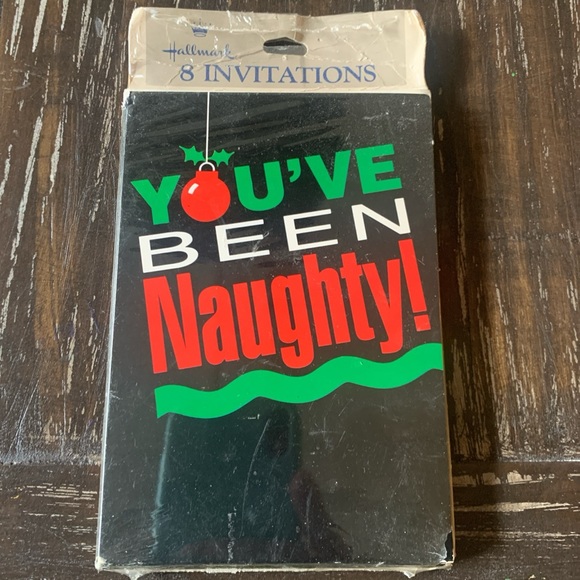 Hallmark
8 INVITATIONS
YOU'VE
BEEN
Naughty!